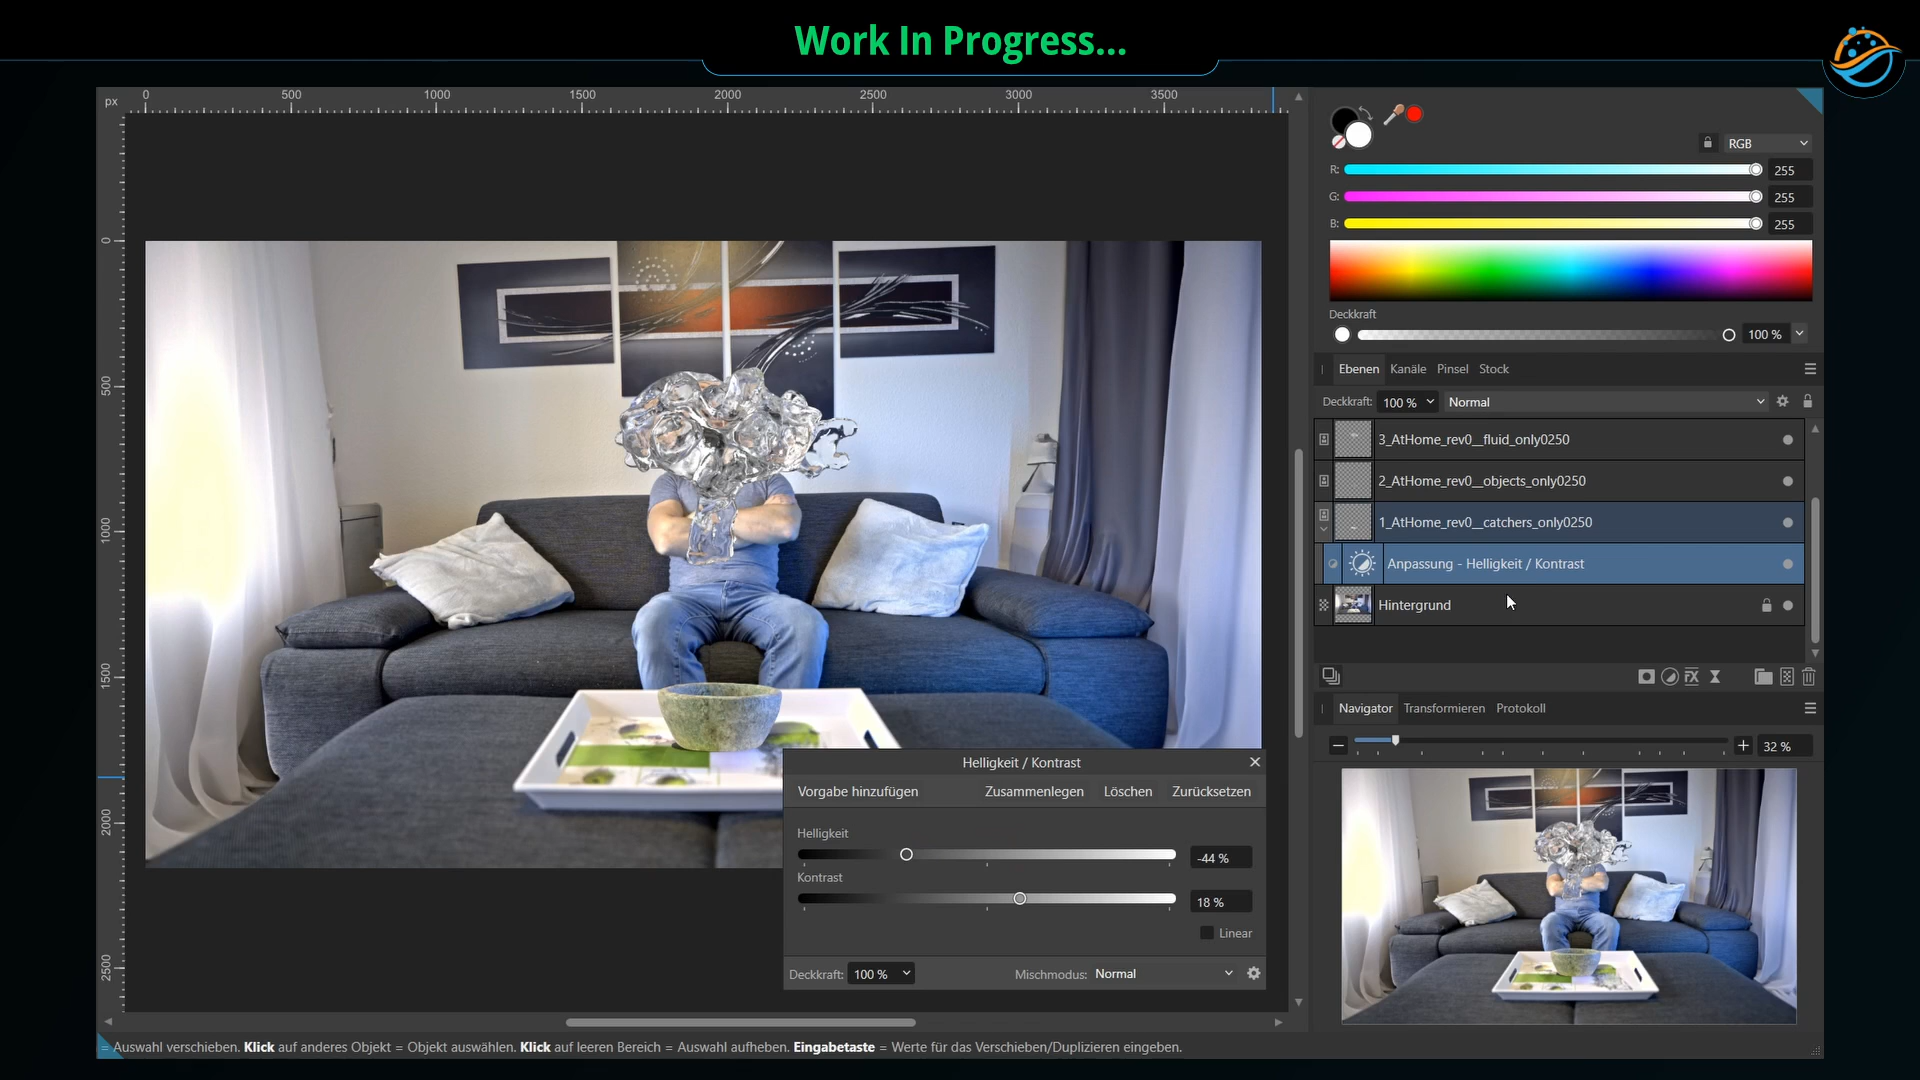 Work In Progress...
px
0 500 1000 1500 2000 2500 3000 3500
0
500
1000
1500
2000
2500
RGB
R: 255
G: 255
B: 255
Deckkraft
100 %
Ebenen Kanäle Pinsel Stock
Deckkraft: 100 % Normal
3_AtHome_rev0__fluid_only0250
2_AtHome_rev0__objects_only0250
1_AtHome_rev0__catchers_only0250
Anpassung - Helligkeit / Kontrast
Hintergrund
FX
Navigator Transformieren Protokoll
32 %
Helligkeit / Kontrast
Vorgabe hinzufügen Zusammenlegen Löschen Zurücksetzen
Helligkeit
-44 %
Kontrast
18 %
Linear
Deckkraft: 100 % Mischmodus: Normal
= Auswahl verschieben. Klick auf anderes Objekt = Objekt auswählen. Klick auf leeren Bereich = Auswahl aufheben. Eingabetaste = Werte für das Verschieben/Duplizieren eingeben.